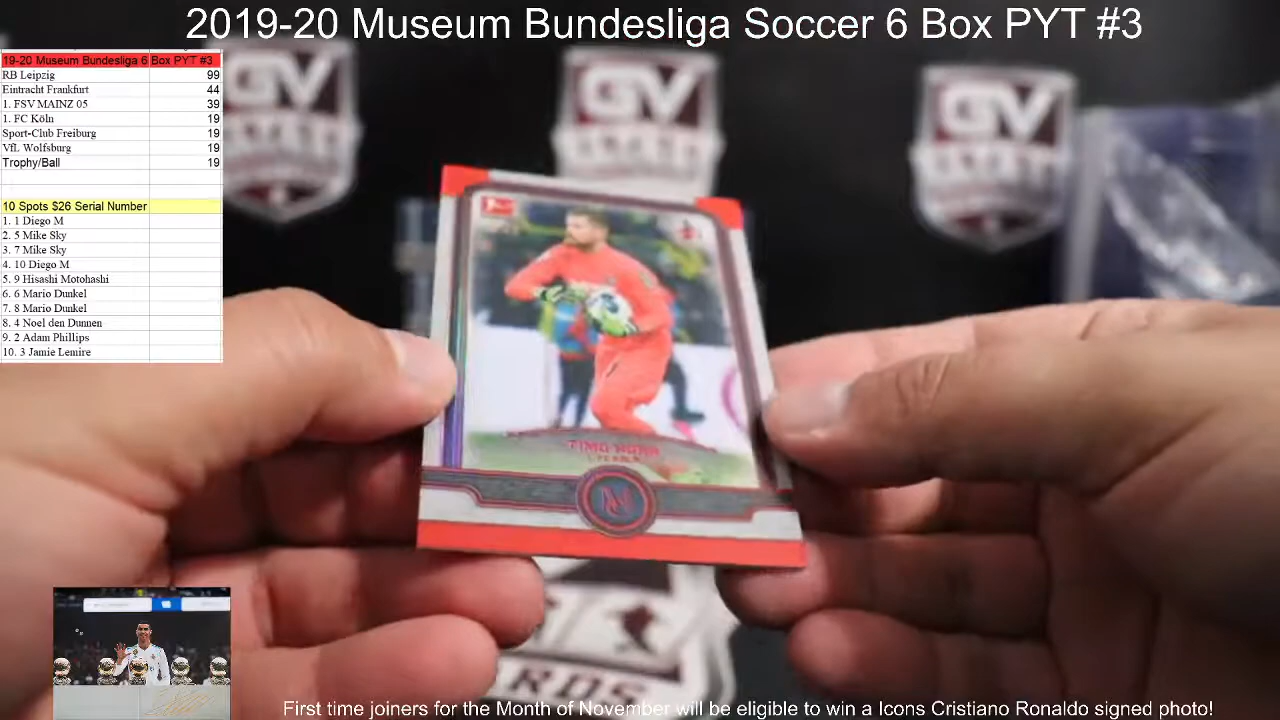 2019-20 Museum Bundesliga Soccer 6 Box PYT #3
19-20 Museum Bundesliga 6 Box PYT #3
RB Leipzig 99
Eintracht Frankfurt 44
1. FSV MAINZ 05 39
1. FC Köln 19
Sport-Club Freiburg 19
VfL Wolfsburg 19
Trophy/Ball 19
10 Spots $26 Serial Number
1. 1 Diego M
2. 5 Mike Sky
3. 7 Mike Sky
4. 10 Diego M
5. 9 Hisashi Motohashi
6. 6 Mario Dunkel
7. 8 Mario Dunkel
8. 4 Noel den Dunnen
9. 2 Adam Phillips
10. 3 Jamie Lemire
GV
GV
GV
TIMO HORN
1. FC KÖLN
M
RDS
First time joiners for the Month of November will be eligible to win a Icons Cristiano Ronaldo signed photo!